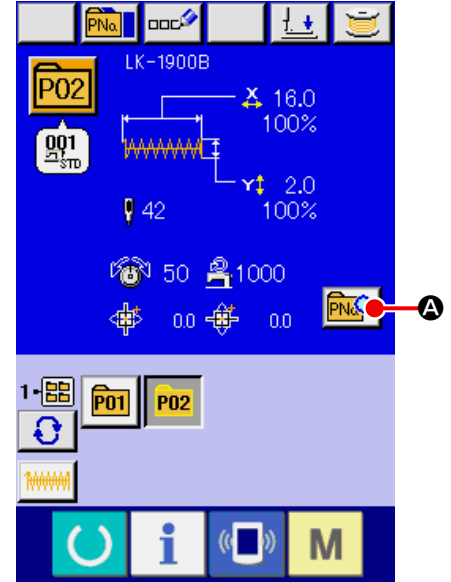 PNo.
LK-1900B
P02
X 16.0
100%
001
STD
Y 2.0
100%
42
50 1000
PNo.
A
0.0 0.0
1-
P01 P02
i M